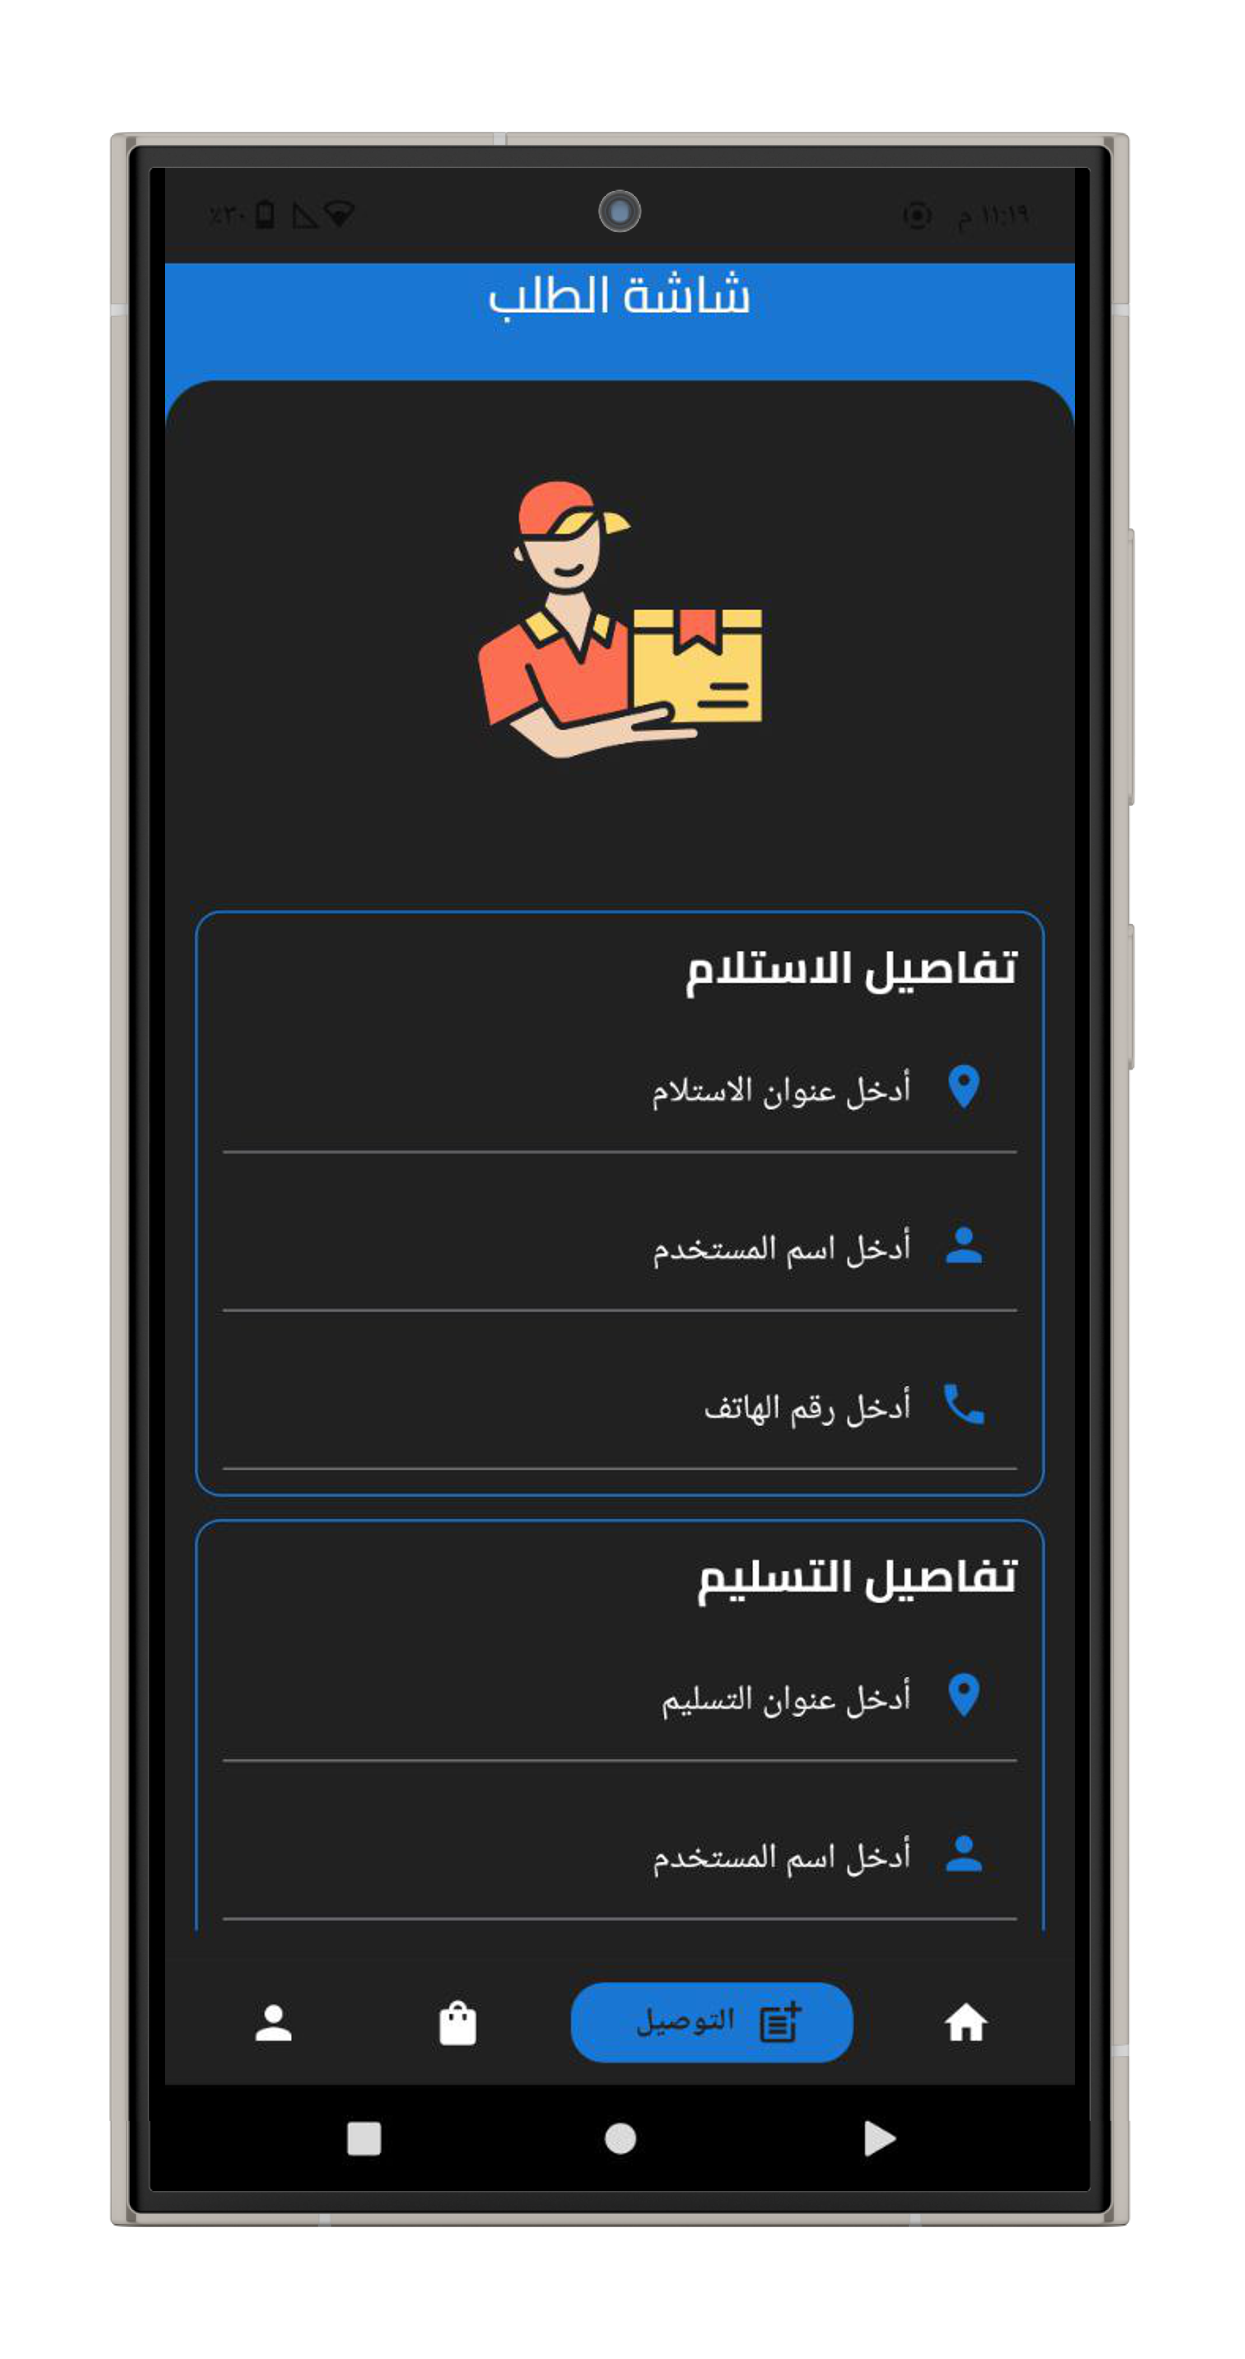 ١١:١٩ م ٪٣٠
شاشة الطلب
تفاصيل الاستلام
أدخل عنوان الاستلام
أدخل اسم المستخدم
أدخل رقم الهاتف
تفاصيل التسليم
أدخل عنوان التسليم
أدخل اسم المستخدم
التوصيل